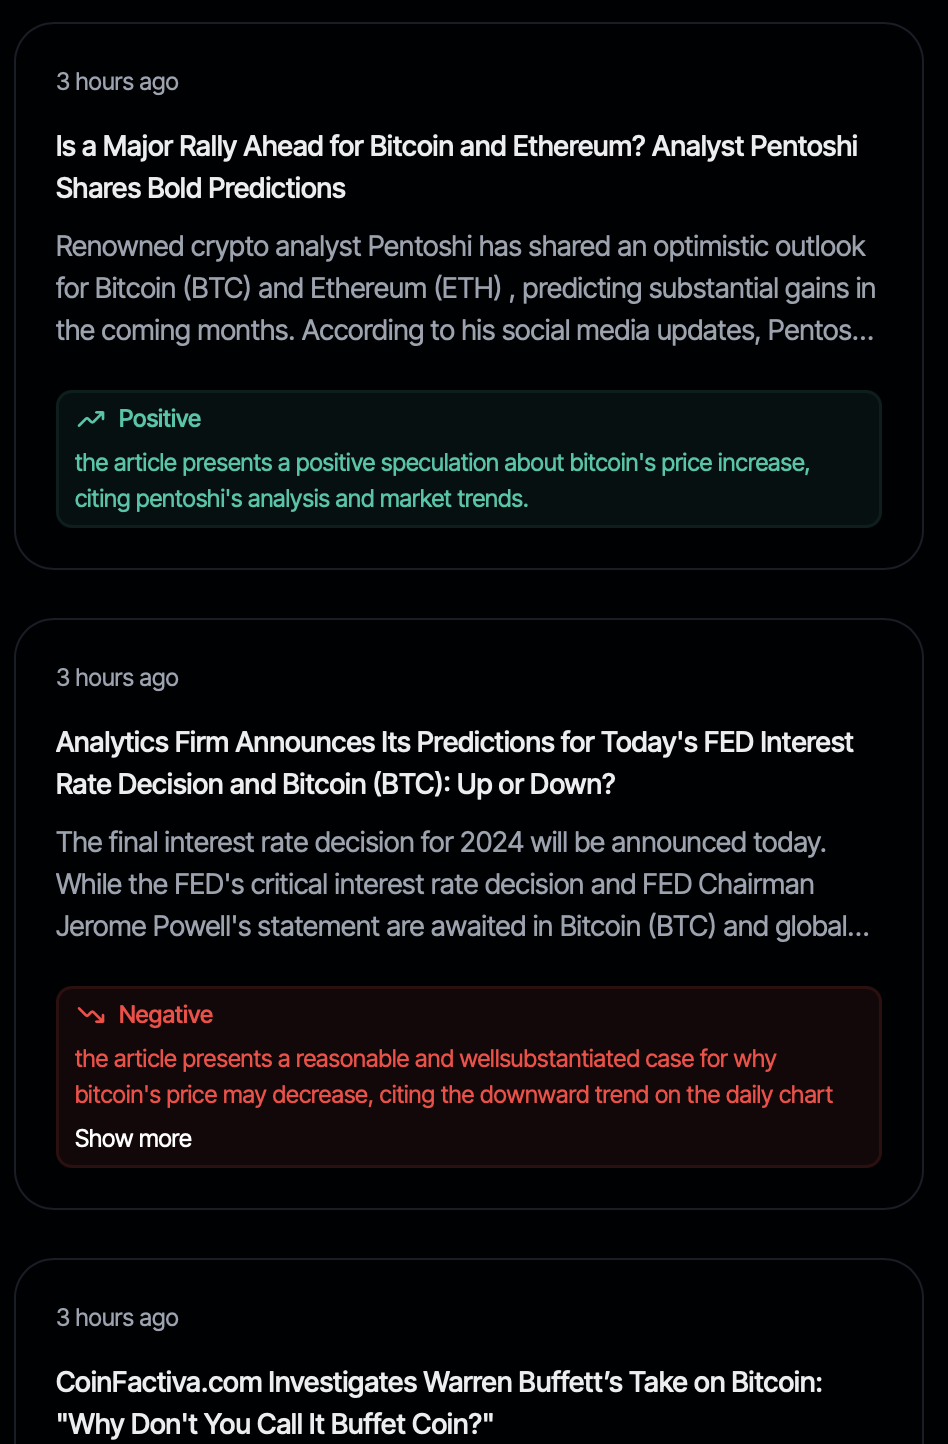 3 hours ago
Is a Major Rally Ahead for Bitcoin and Ethereum? Analyst Pentoshi
Shares Bold Predictions
Renowned crypto analyst Pentoshi has shared an optimistic outlook
for Bitcoin (BTC) and Ethereum (ETH) , predicting substantial gains in
the coming months. According to his social media updates, Pentos...
Positive
the article presents a positive speculation about bitcoin's price increase,
citing pentoshi's analysis and market trends.
3 hours ago
Analytics Firm Announces Its Predictions for Today's FED Interest
Rate Decision and Bitcoin (BTC): Up or Down?
The final interest rate decision for 2024 will be announced today.
While the FED's critical interest rate decision and FED Chairman
Jerome Powell's statement are awaited in Bitcoin (BTC) and global...
Negative
the article presents a reasonable and wellsubstantiated case for why
bitcoin's price may decrease, citing the downward trend on the daily chart
Show more
3 hours ago
CoinFactiva.com Investigates Warren Buffett’s Take on Bitcoin:
"Why Don't You Call It Buffet Coin?"